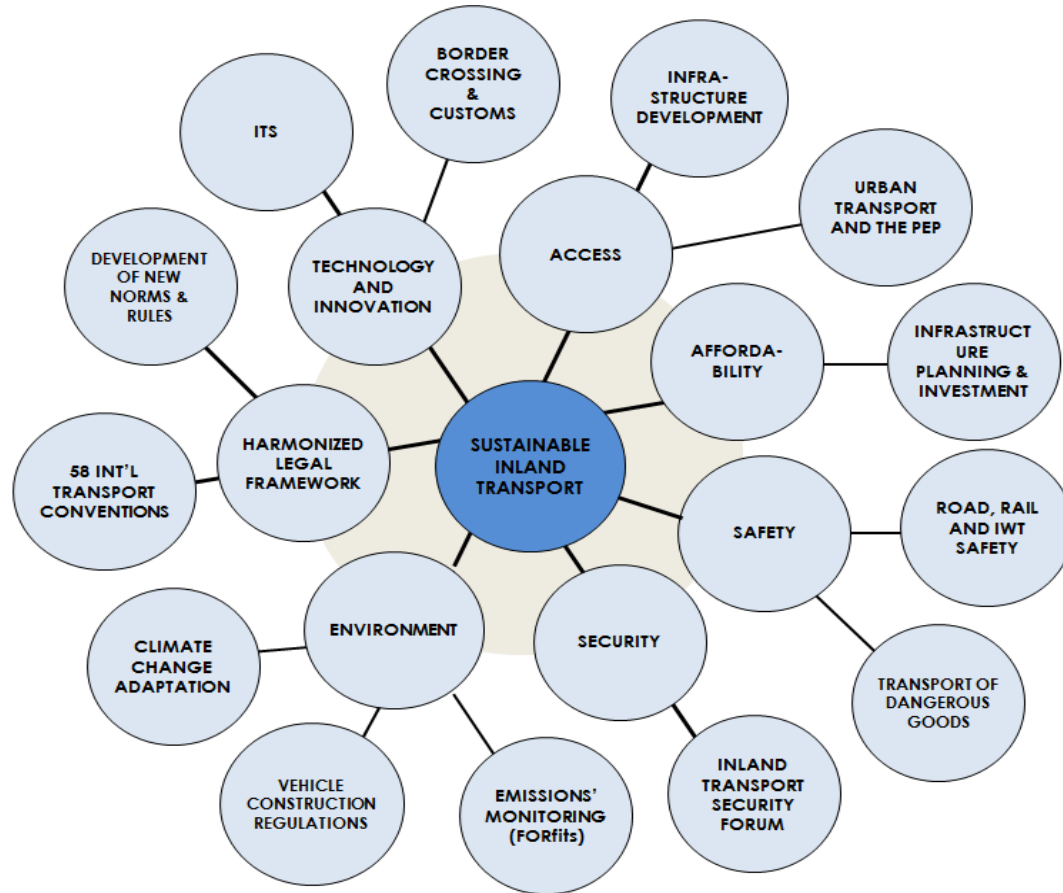 BORDER
CROSSING
&
CUSTOMS
INFRA-
STRUCTURE
DEVELOPMENT
ITS
URBAN
TRANSPORT
AND THE PEP
ACCESS
DEVELOPMENT
OF NEW
NORMS &
RULES
TECHNOLOGY
AND
INNOVATION
AFFORDA-
BILITY
INFRASTRUCT
URE
PLANNING &
INVESTMENT
SUSTAINABLE
INLAND
TRANSPORT
HARMONIZED
LEGAL
FRAMEWORK
58 INT'L
TRANSPORT
CONVENTIONS
SAFETY
ROAD, RAIL
AND IWT
SAFETY
ENVIRONMENT
SECURITY
CLIMATE
CHANGE
ADAPTATION
TRANSPORT OF
DANGEROUS
GOODS
VEHICLE
CONSTRUCTION
REGULATIONS
EMISSIONS'
MONITORING
(FORfits)
INLAND
TRANSPORT
SECURITY
FORUM